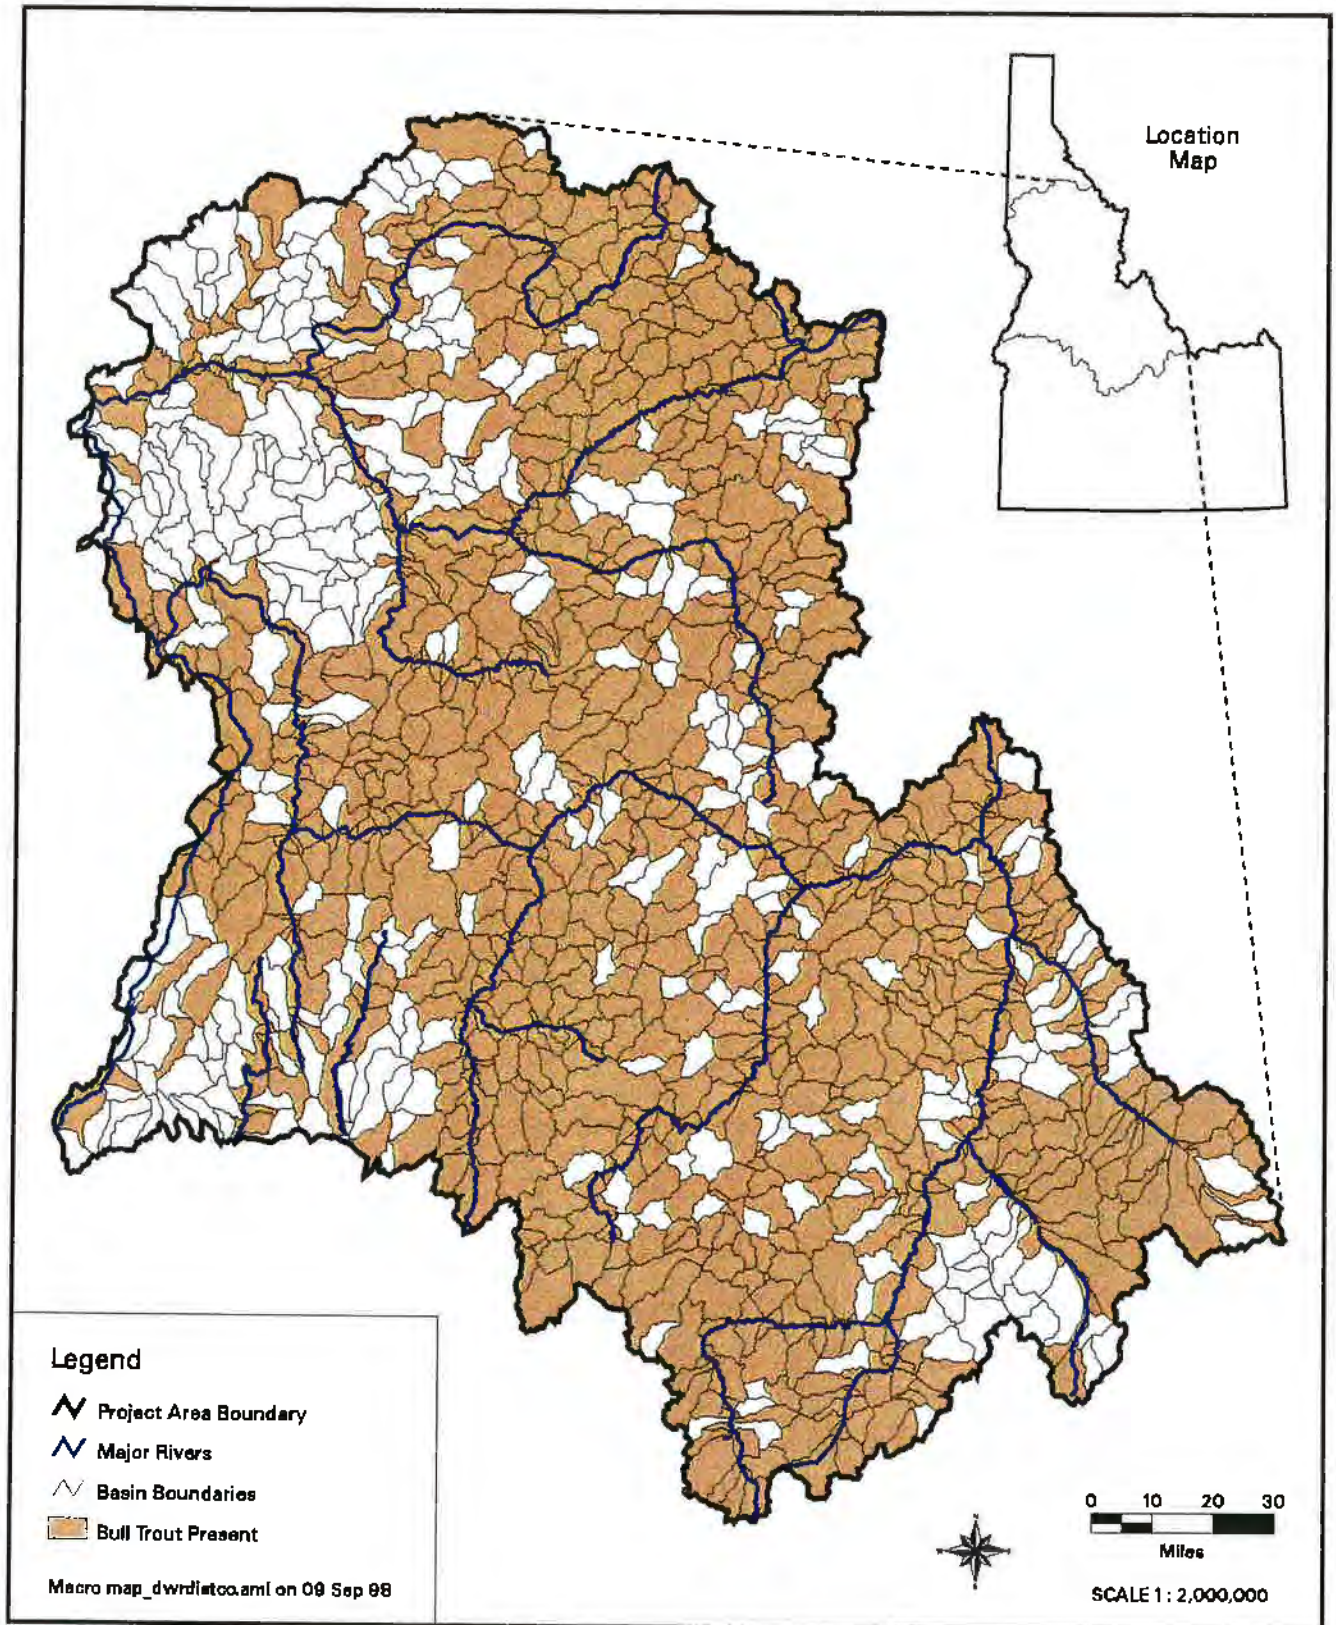 Location
Map
Legend
Project Area Boundary
Major Rivers
Basin Boundaries
Bull Trout Present
Macro map_dwrdistco.aml on 09 Sep 98
N
0 10 20 30
Miles
SCALE 1 : 2,000,000